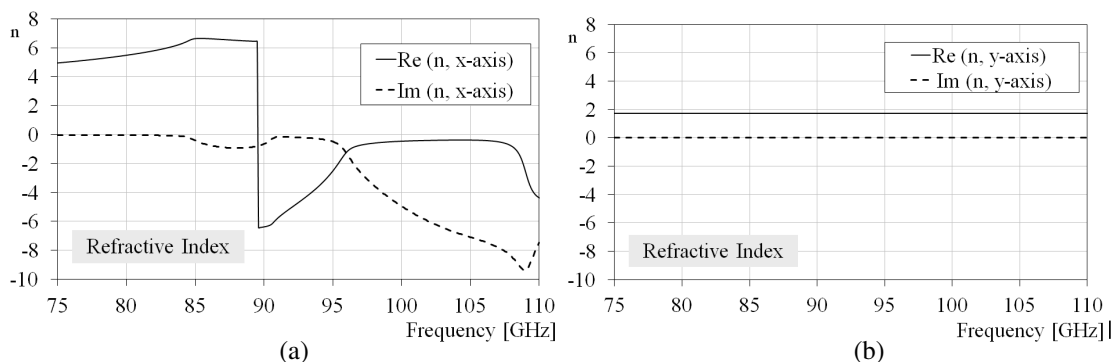 8
n
6
4
2
0
-2
-4
-6
-8
-10
Re (n, x-axis)
Im (n, x-axis)
Refractive Index
75 80 85 90 95 100 105 110
Frequency [GHz]
(a)
8
n
6
4
2
0
-2
-4
-6
-8
-10
Re (n, y-axis)
Im (n, y-axis)
Refractive Index
75 80 85 90 95 100 105 110
Frequency [GHz]
(b)